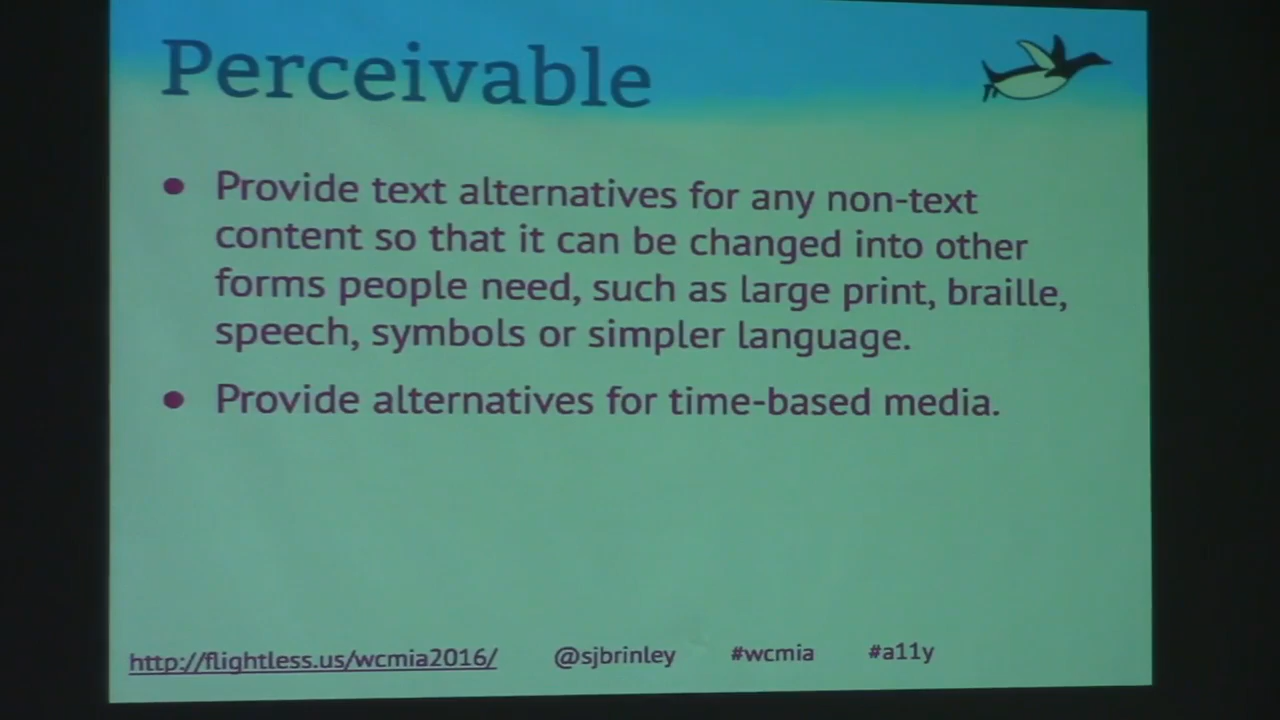 Perceivable
● Provide text alternatives for any non-text
content so that it can be changed into other
forms people need, such as large print, braille,
speech, symbols or simpler language.
● Provide alternatives for time-based media.
http://flightless.us/wcmia2016/ @sjbrinley #wcmia #a11y